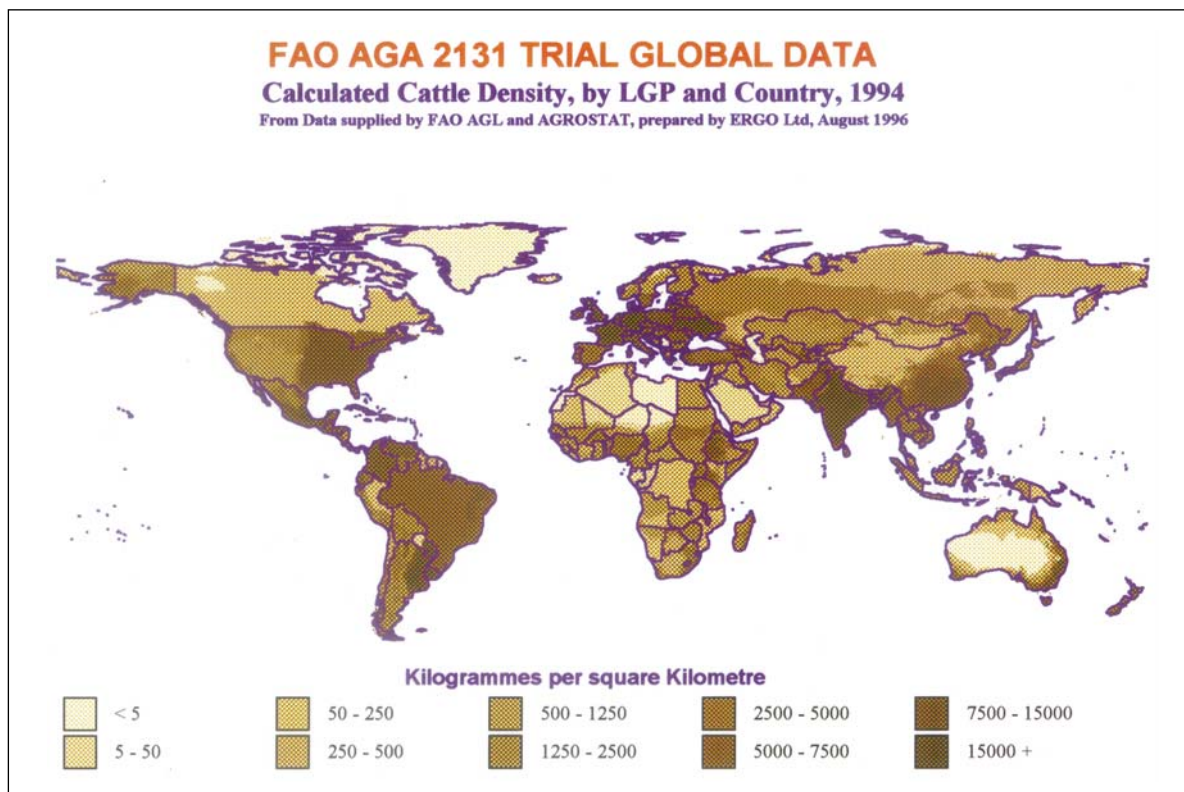 FAO AGA 2131 TRIAL GLOBAL DATA
Calculated Cattle Density, by LGP and Country, 1994
From Data supplied by FAO AGL and AGROSTAT, prepared by ERGO Ltd, August 1996
Kilogrammes per square Kilometre
< 5
50 - 250
500 - 1250
2500 - 5000
7500 - 15000
5 - 50
250 - 500
1250 - 2500
5000 - 7500
15000 +